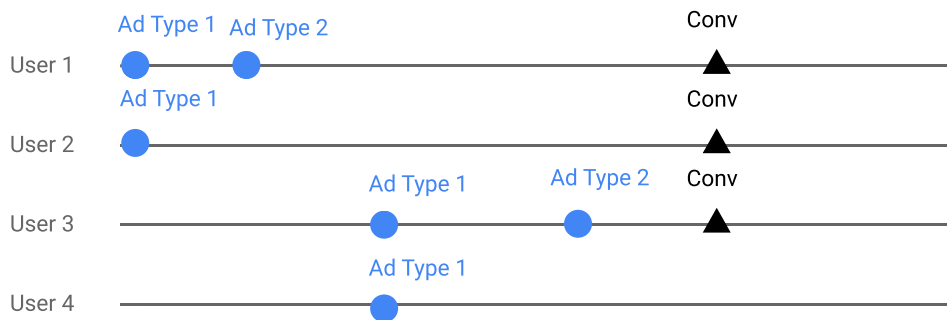 Ad Type 1 Ad Type 2 Conv
User 1
Ad Type 1 Conv
User 2
Ad Type 1 Ad Type 2 Conv
User 3
Ad Type 1
User 4